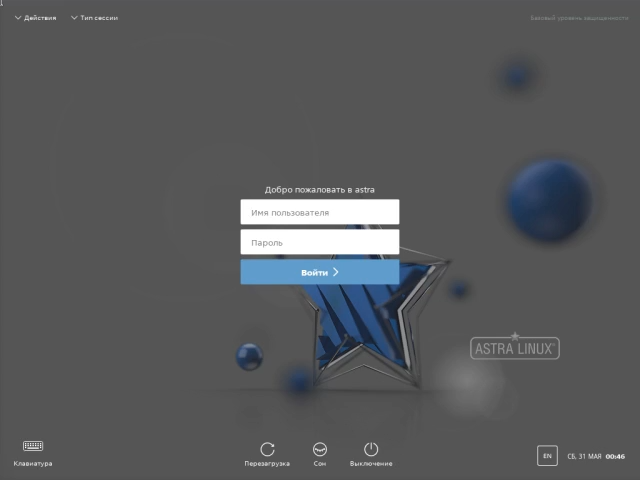 Действия
Тип сессии
Базовый уровень защищенности
Добро пожаловать в astra
Имя пользователя
Пароль
Войти
ASTRA LINUX
Клавиатура
Перезагрузка
Сон
Выключение
EN
СБ, 31 МАЯ 00:46